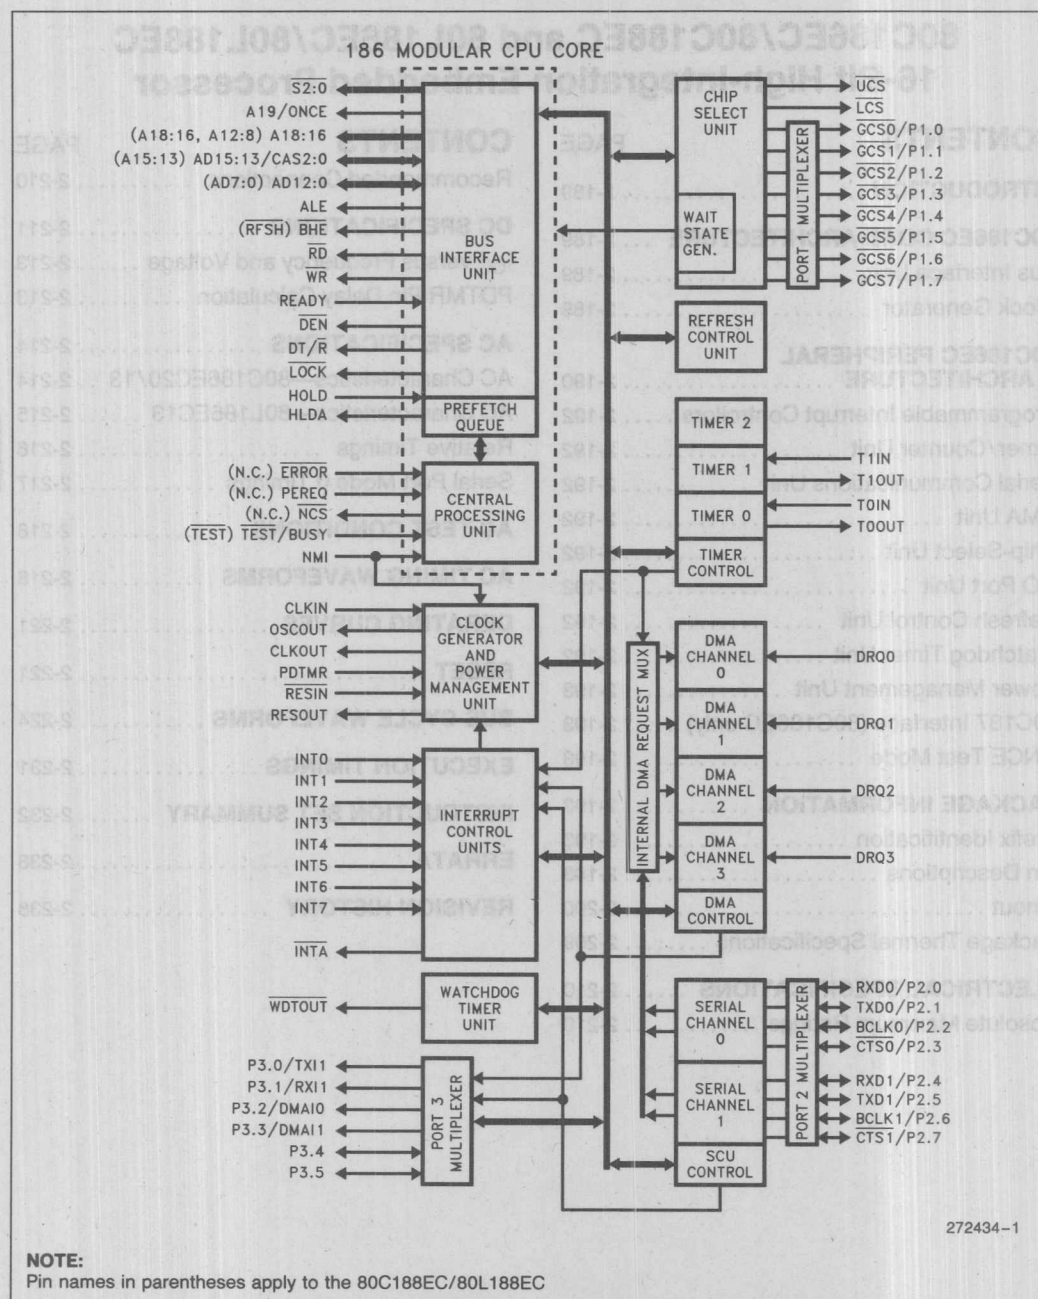 186 MODULAR CPU CORE
S2:0
A19/ONCE
(A18:16, A12:8) A18:16
(A15:13) AD15:13/CAS2:0
(AD7:0) AD12:0
ALE
(RFSH) BHE
RD
WR
READY
DEN
DT/R
LOCK
HOLD
HLDA
BUS
INTERFACE
UNIT
PREFETCH
QUEUE
(N.C.) ERROR
(N.C.) PEREQ
(N.C.) NCS
(TEST) TEST/BUSY
NMI
CENTRAL
PROCESSING
UNIT
CLKIN
OSCOUT
CLKOUT
PDTMR
RESIN
RESOUT
CLOCK
GENERATOR
AND
POWER
MANAGEMENT
UNIT
INT0
INT1
INT2
INT3
INT4
INT5
INT6
INT7
INTA
INTERRUPT
CONTROL
UNITS
WDTOUT
WATCHDOG
TIMER
UNIT
P3.0/TXI1
P3.1/RXI1
P3.2/DMAI0
P3.3/DMAI1
P3.4
P3.5
PORT 3
MULTIPLEXER
CHIP
SELECT
UNIT
WAIT
STATE
GEN.
PORT 1 MULTIPLEXER
UCS
LCS
GCS0/P1.0
GCS1/P1.1
GCS2/P1.2
GCS3/P1.3
GCS4/P1.4
GCS5/P1.5
GCS6/P1.6
GCS7/P1.7
REFRESH
CONTROL
UNIT
TIMER 2
TIMER 1
TIMER 0
TIMER
CONTROL
T1IN
T1OUT
T0IN
T0OUT
INTERNAL DMA REQUEST MUX
DMA
CHANNEL
0
DMA
CHANNEL
1
DMA
CHANNEL
2
DMA
CHANNEL
3
DMA
CONTROL
DRQ0
DRQ1
DRQ2
DRQ3
SERIAL
CHANNEL
0
SERIAL
CHANNEL
1
SCU
CONTROL
PORT 2 MULTIPLEXER
RXD0/P2.0
TXD0/P2.1
BCLK0/P2.2
CTS0/P2.3
RXD1/P2.4
TXD1/P2.5
BCLK1/P2.6
CTS1/P2.7
272434–1
NOTE:
Pin names in parentheses apply to the 80C188EC/80L188EC